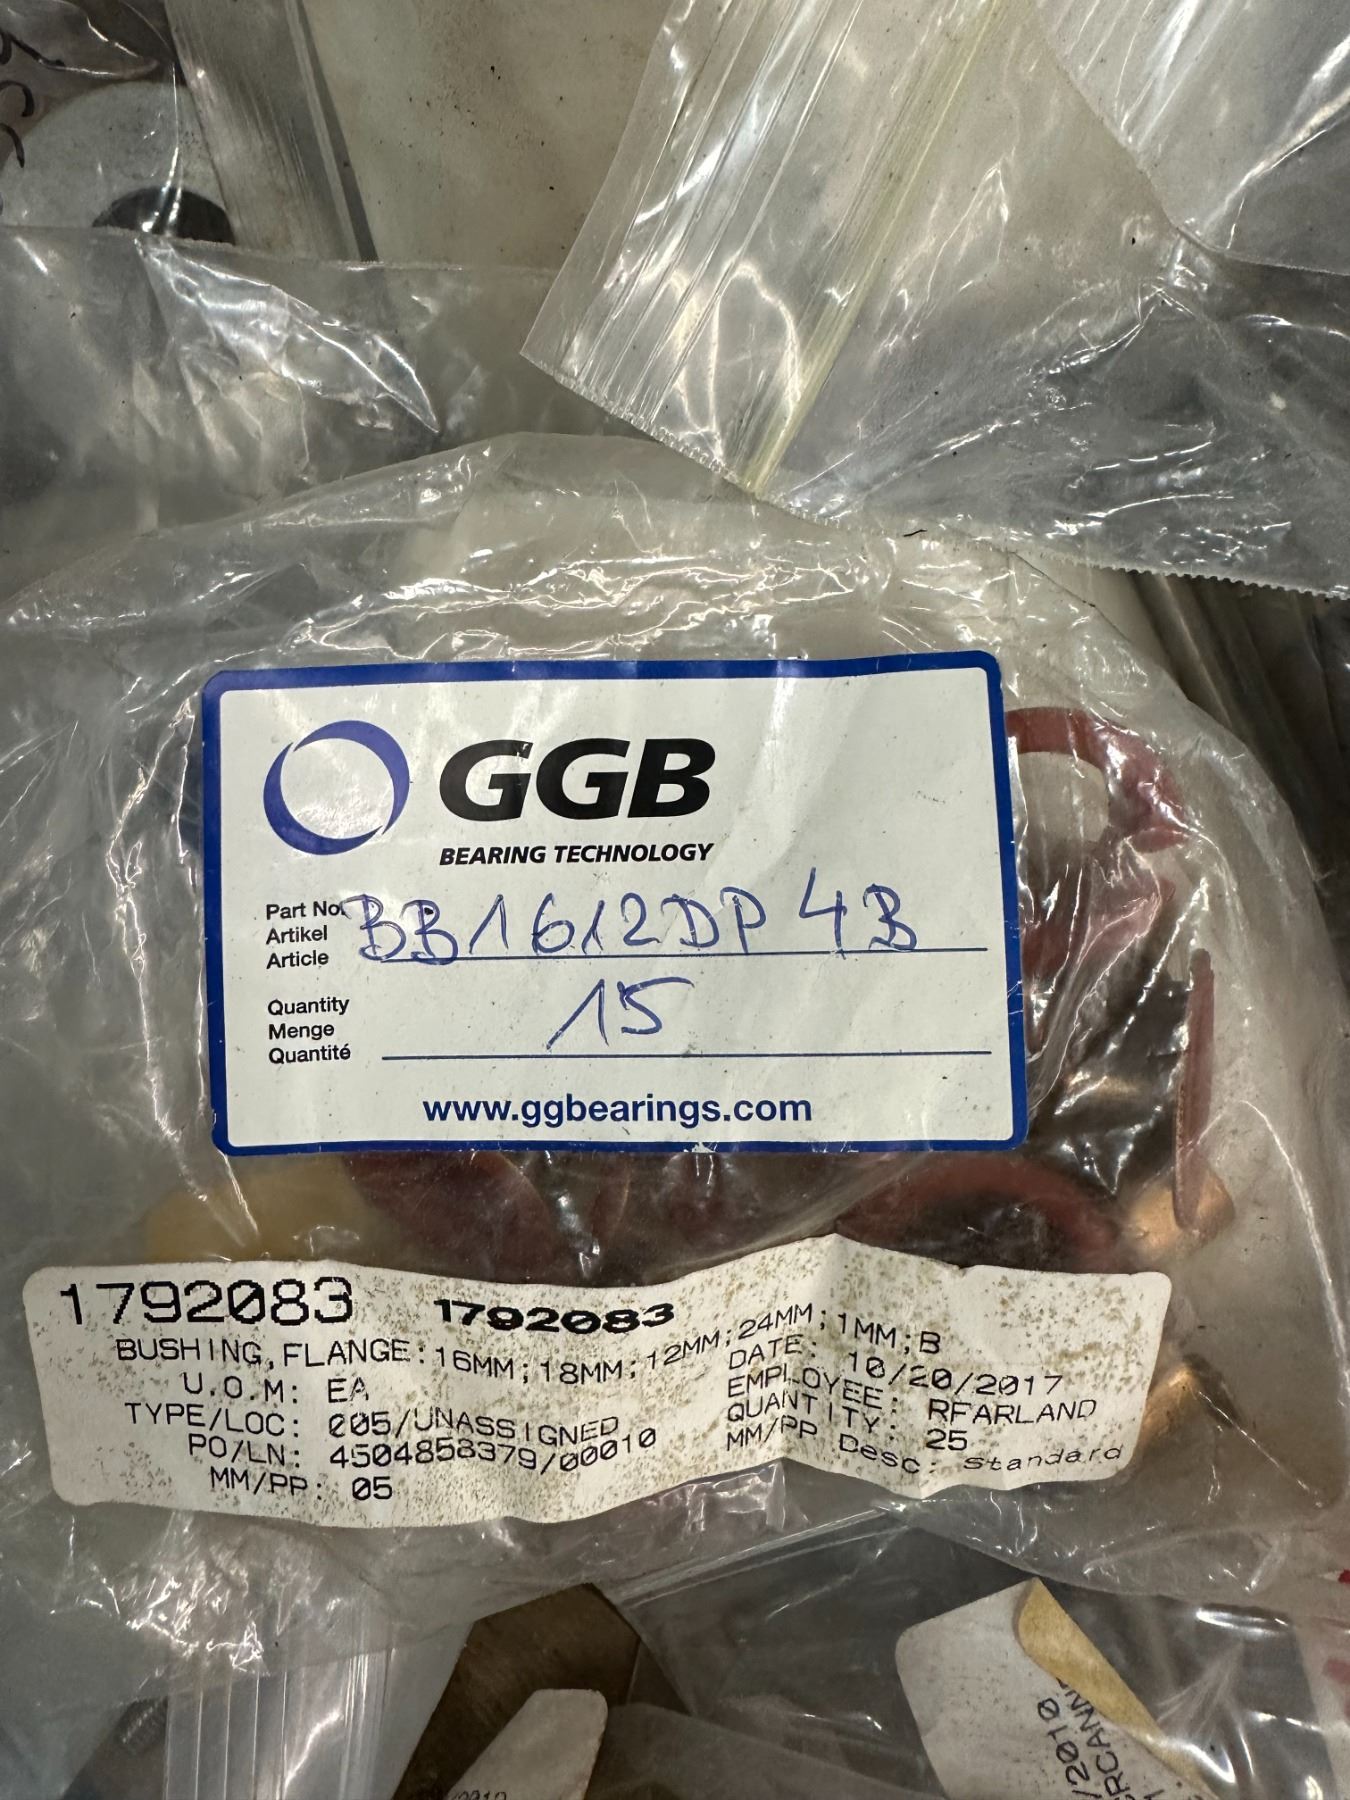 GGB
BEARING TECHNOLOGY
Part No.
Artikel
Article
BB1612DP4B
Quantity
Menge
Quantité
15
www.ggbearings.com
1792083 1792083
BUSHING,FLANGE:16MM;18MM;12MM;24MM;1MM;B
U.O.M: EA
DATE: 10/20/2017
TYPE/LOC: 005/UNASSIGNED
EMPLOYEE: RFARLAND
PO/LN: 4504858379/00010
QUANTITY: 25
MM/PP: 05
MM/PP Desc: Standard
/2010